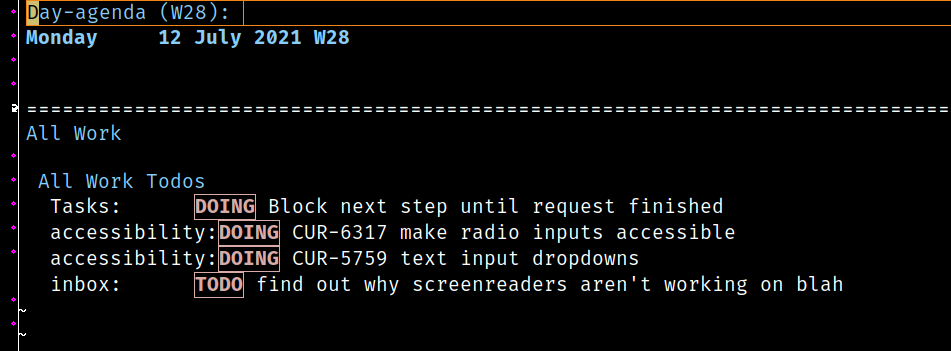 Day-agenda (W28):
Monday     12 July 2021 W28
================================================================================
All Work
All Work Todos
Tasks:      DOING Block next step until request finished
accessibility:DOING CUR-6317 make radio inputs accessible
accessibility:DOING CUR-5759 text input dropdowns
inbox:      TODO find out why screenreaders aren't working on blah
~
~